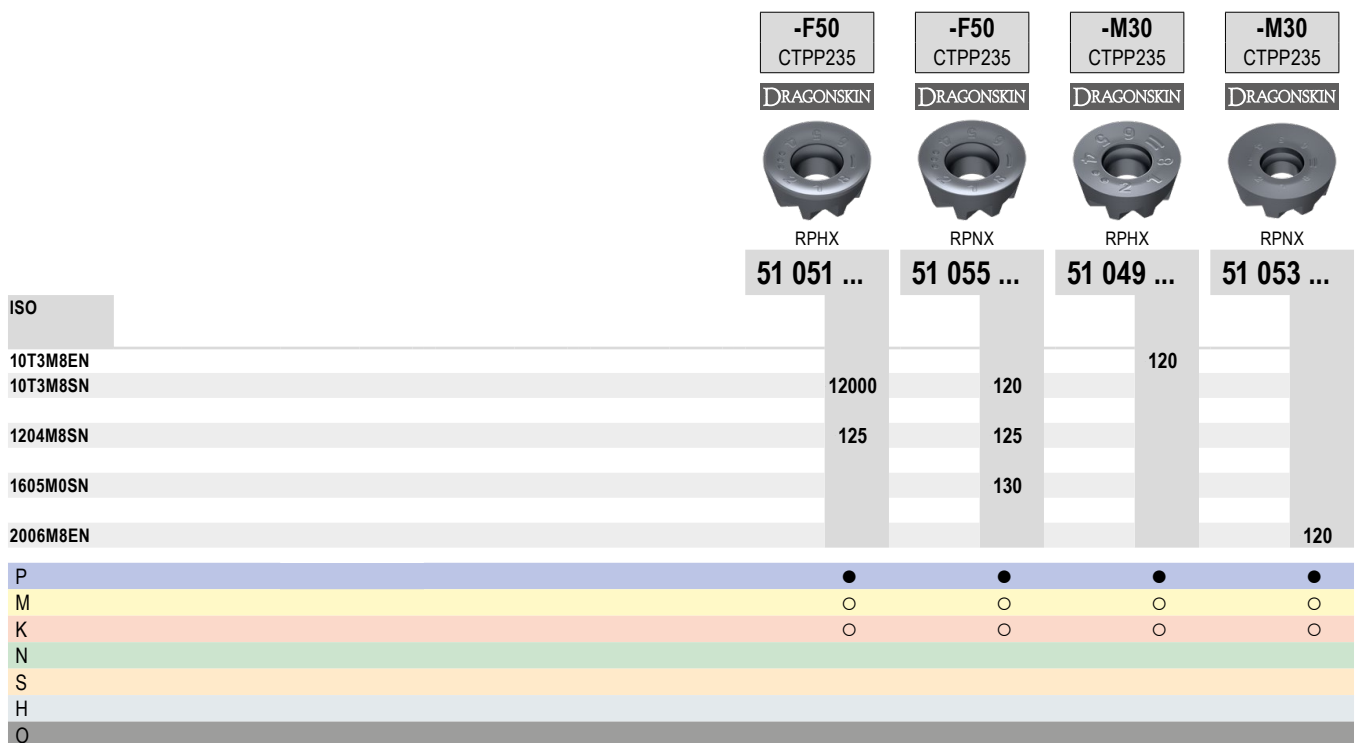 -F50 -F50 -M30 -M30
CTPP235 CTPP235 CTPP235 CTPP235
DRAGONSKIN DRAGONSKIN DRAGONSKIN DRAGONSKIN
RPHX RPNX RPHX RPNX
51 051 ... 51 055 ... 51 049 ... 51 053 ...
ISO
10T3M8EN 120
10T3M8SN 12000 120
1204M8SN 125 125
1605M0SN 130
2006M8EN 120
P ● ● ● ●
M ○ ○ ○ ○
K ○ ○ ○ ○
N
S
H
O